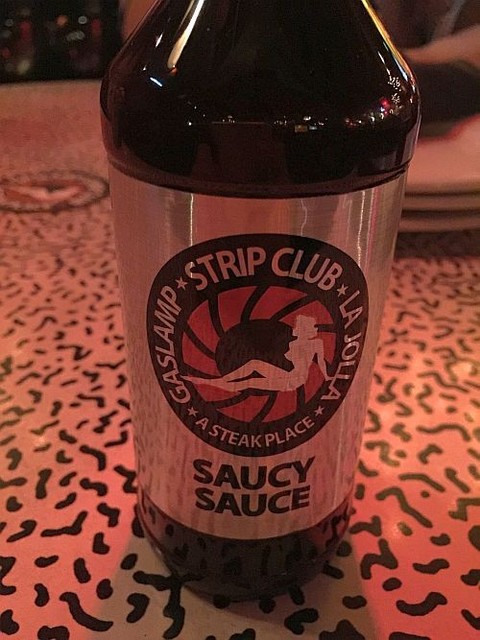 GASLAMP ★ STRIP CLUB ★ LA JOLLA
★ A STEAK PLACE ★
SAUCY
SAUCE